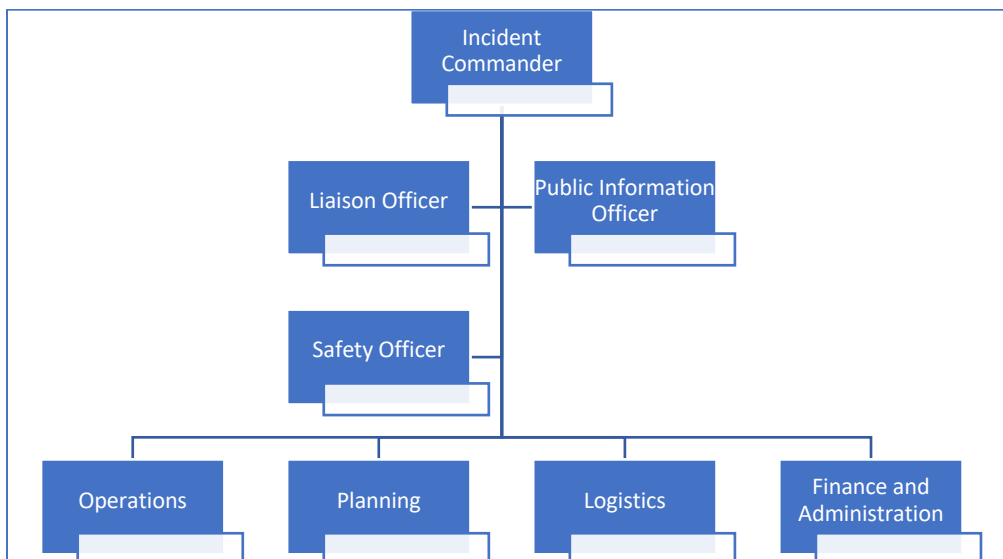 Incident
Commander
Liaison Officer
Public Information
Officer
Safety Officer
Operations
Planning
Logistics
Finance and
Administration